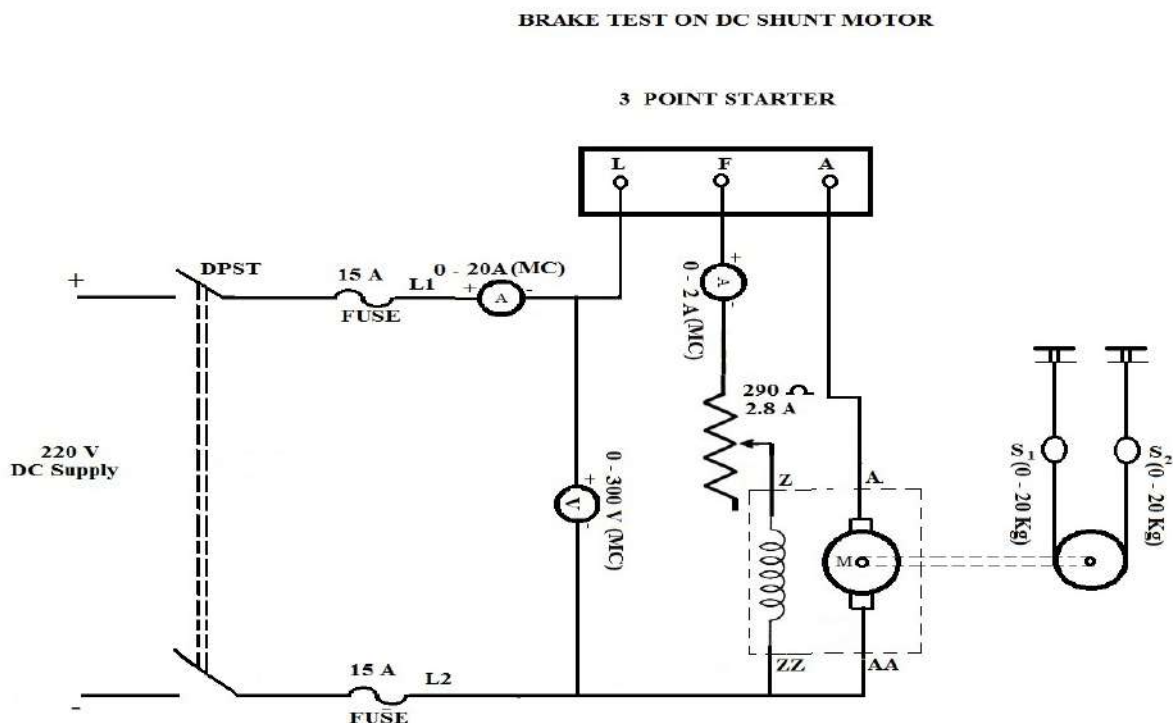 BRAKE TEST ON DC SHUNT MOTOR
3 POINT STARTER
L F A
DPST
15 A
FUSE
L1
0 - 20A (MC)
+ A -
+
A
-
0 - 2 A (MC)
290
2.8 A
+
220 V
DC Supply
-
+
V
-
0 - 300 V (MC)
Z A
M
ZZ AA
S1
(0 - 20 Kg)
S2
(0 - 20 Kg)
15 A
FUSE
L2